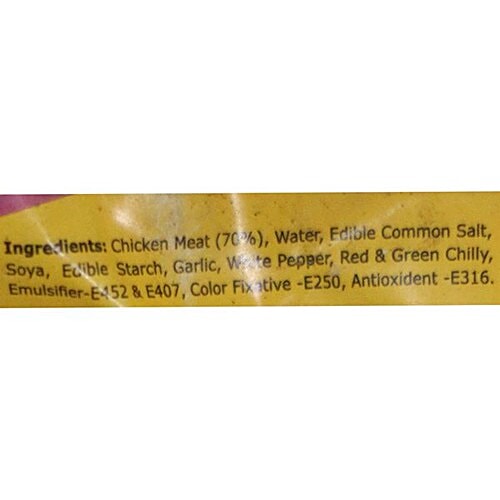 Ingredients: Chicken Meat (70%), Water, Edible Common Salt,
Soya, Edible Starch, Garlic, White Pepper, Red & Green Chilly,
Emulsifier-E452 & E407, Color Fixative -E250, Antioxident -E316.